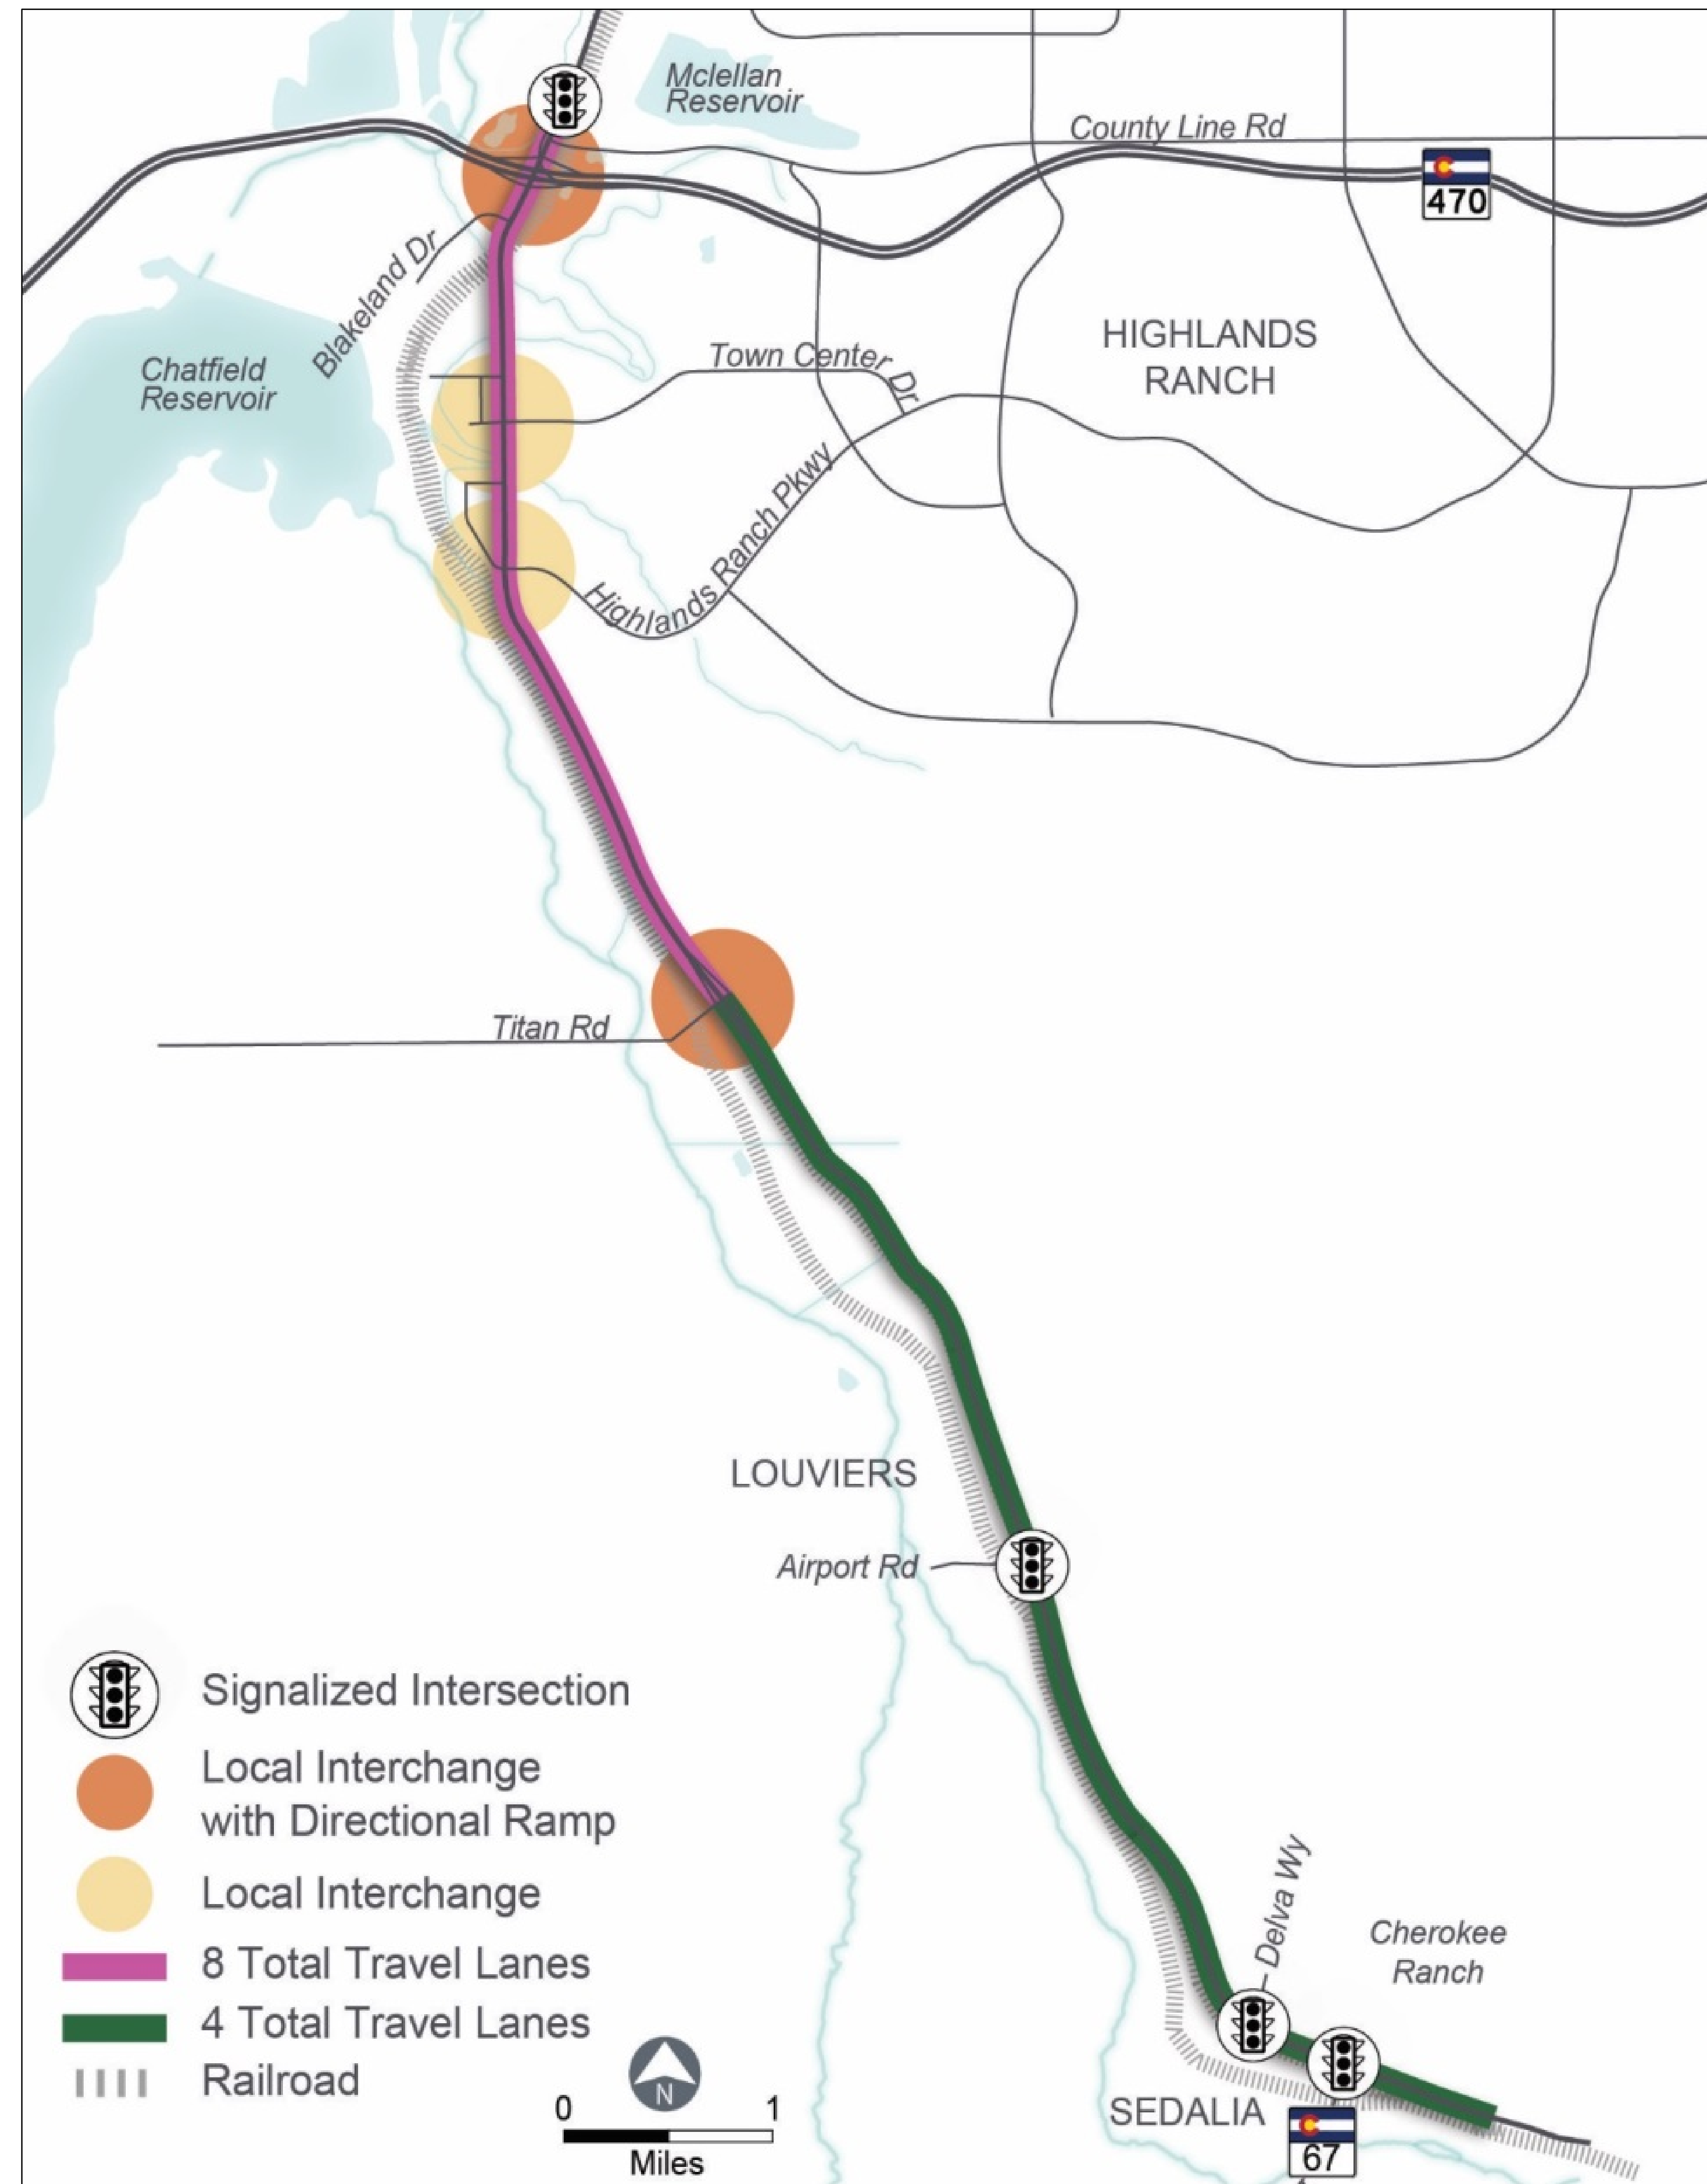 Mclellan
Reservoir
County Line Rd
470
Blakeland Dr
Chatfield
Reservoir
Town Center Dr
HIGHLANDS
RANCH
Highlands Ranch Pkwy
Titan Rd
LOUVIERS
Airport Rd
Delva Wy
Cherokee
Ranch
SEDALIA
67
Signalized Intersection
Local Interchange
with Directional Ramp
Local Interchange
8 Total Travel Lanes
4 Total Travel Lanes
Railroad
N
0 1
Miles